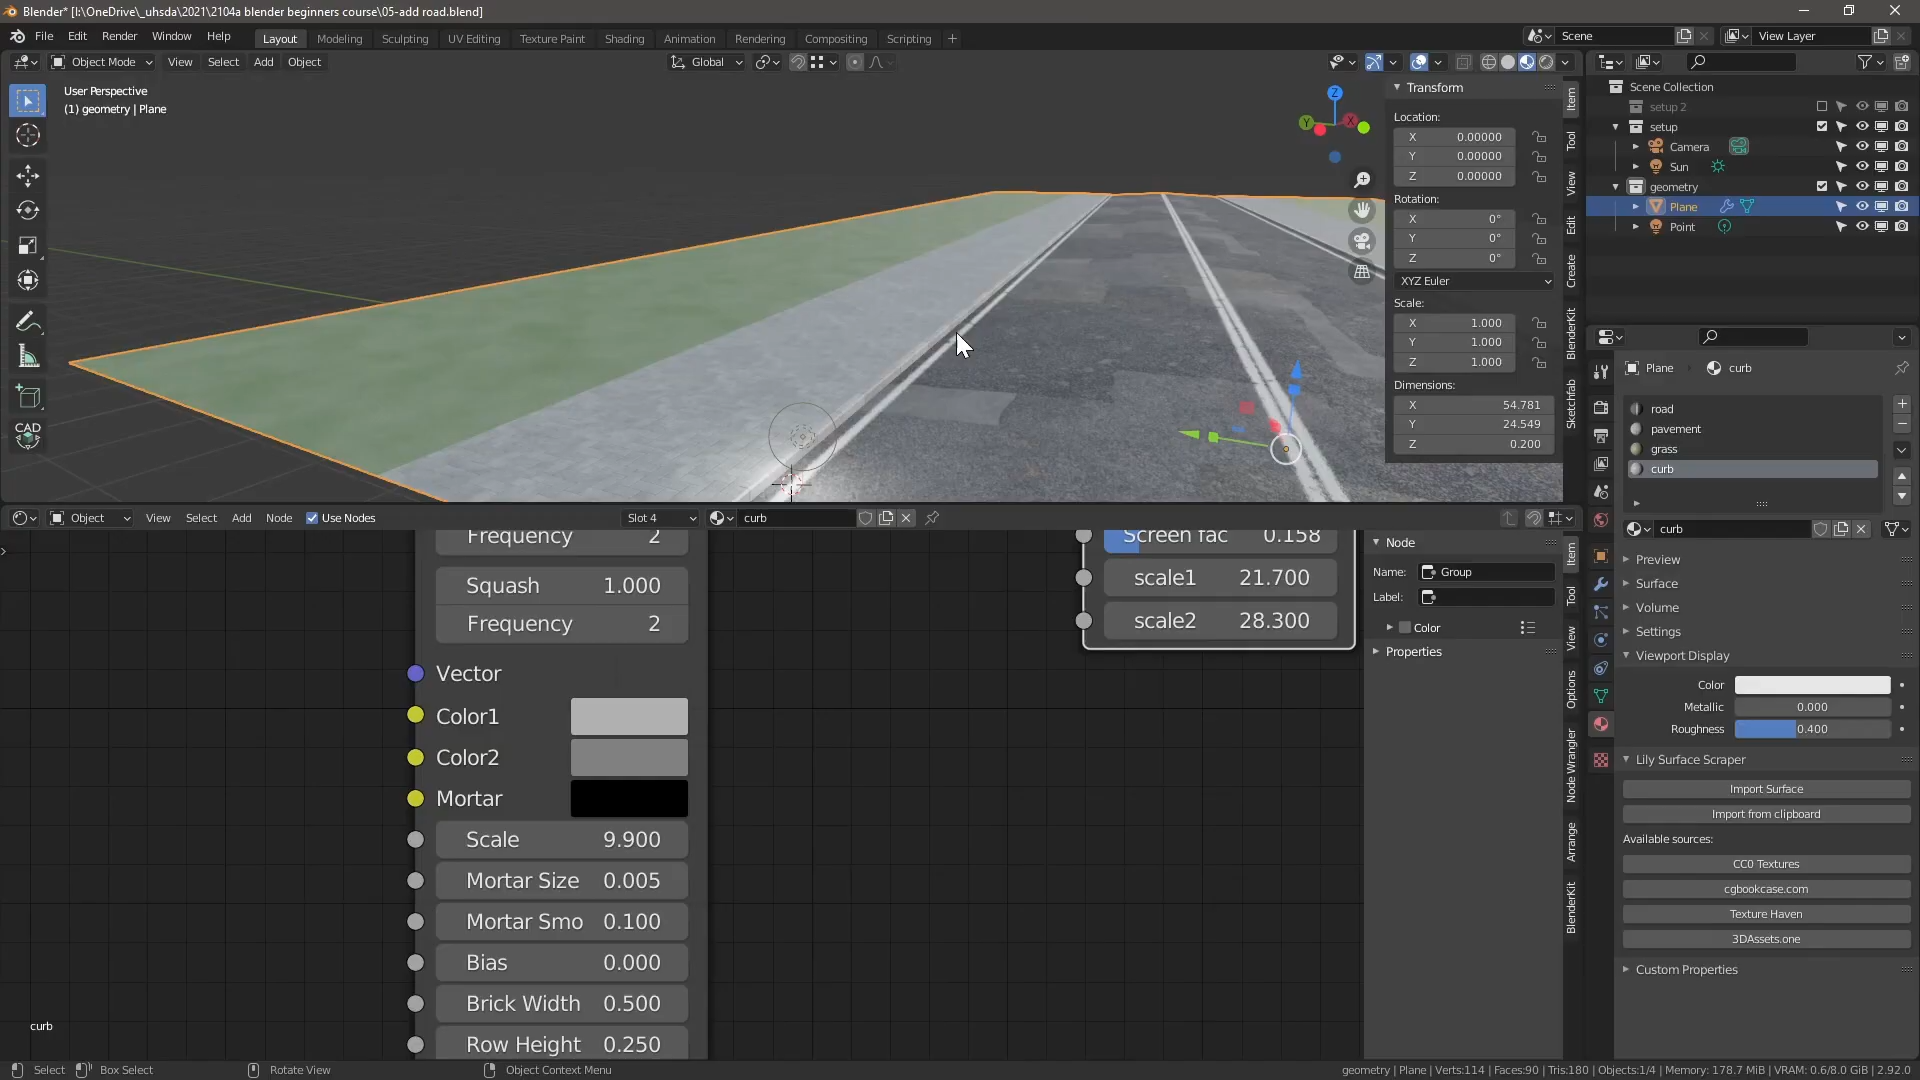 Blender* [I:\OneDrive\_uhsda\2021\2104a blender beginners course\05-add road.blend]
File Edit Render Window Help Layout Modeling Sculpting UV Editing Texture Paint Shading Animation Rendering Compositing Scripting + Scene View Layer
Object Mode View Select Add Object Global
User Perspective
(1) geometry | Plane
Z
Y
X
CAD
Transform
Location:
X 0.00000
Y 0.00000
Z 0.00000
Rotation:
X 0°
Y 0°
Z 0°
XYZ Euler
Scale:
X 1.000
Y 1.000
Z 1.000
Dimensions:
X 54.781
Y 24.549
Z 0.200
Item
Tool
View
Edit
Create
BlenderKit
Sketchfab
Scene Collection
setup 2
setup
Camera
Sun
geometry
Plane
Point
Plane curb
road
pavement
grass
curb
curb
Preview
Surface
Volume
Settings
Viewport Display
Color
Metallic 0.000
Roughness 0.400
Lily Surface Scraper
Import Surface
Import from clipboard
Available sources:
CC0 Textures
cgbookcase.com
Texture Haven
3DAssets.one
Custom Properties
Object View Select Add Node Use Nodes Slot 4 curb
Frequency 2
Squash 1.000
Frequency 2
Vector
Color1
Color2
Mortar
Scale 9.900
Mortar Size 0.005
Mortar Smo 0.100
Bias 0.000
Brick Width 0.500
Row Height 0.250
Screen fac 0.158
scale1 21.700
scale2 28.300
Node
Name: Group
Label:
Color
Properties
Item
Tool
View
Options
Node Wrangler
Arrange
BlenderKit
curb
Select Box Select Rotate View Object Context Menu
geometry | Plane | Verts:114 | Faces:90 | Tris:180 | Objects:1/4 | Memory: 178.7 MiB | VRAM: 0.6/8.0 GiB | 2.92.0